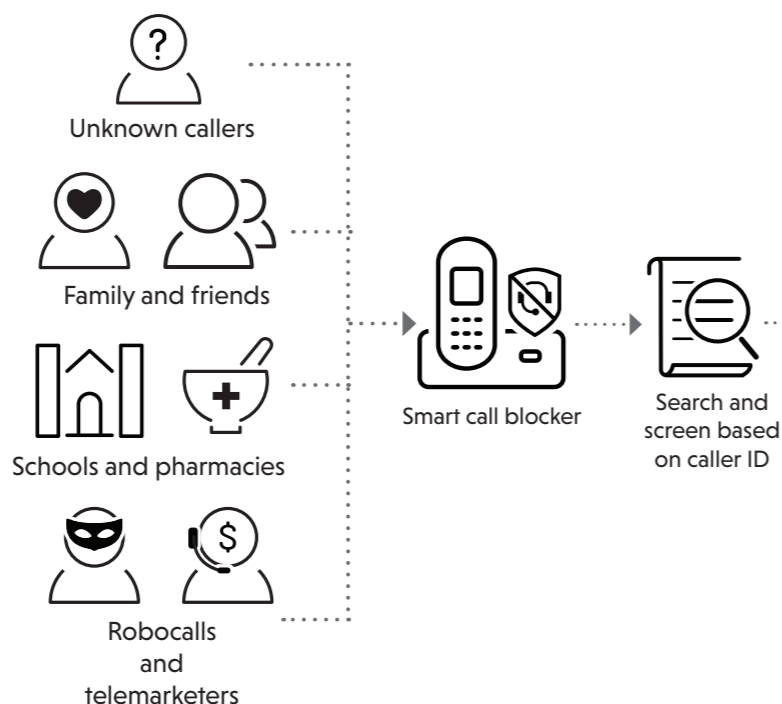 ?
Unknown callers
Family and friends
Schools and pharmacies
$
Robocalls
and
telemarketers
Smart call blocker
Search and
screen based
on caller ID